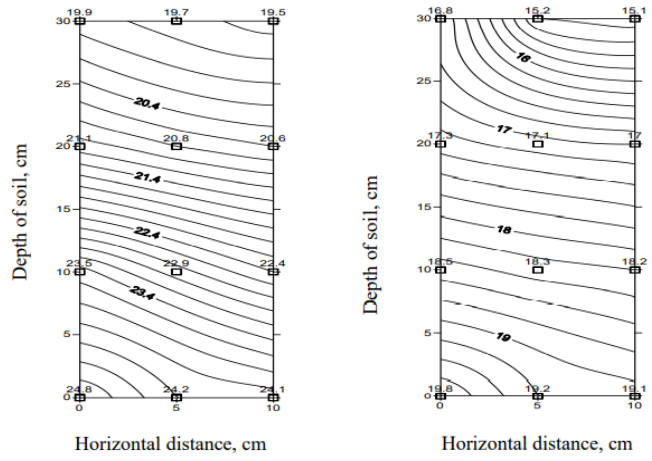 19.9 19.7 19.5
30
25
20.4
21.1 20.8 20.6
20
21.4
15
22.4
23.5 22.9 22.4
10
23.4
5
24.8 24.2 24.1
0
0 5 10
Depth of soil, cm
Horizontal distance, cm
16.8 15.2 15.1
30
16
25
17
17.3 17.1 17
20
15
18
18.5 18.3 18.2
10
5
19
19.8 19.2 19.1
0
0 5 10
Depth of soil, cm
Horizontal distance, cm